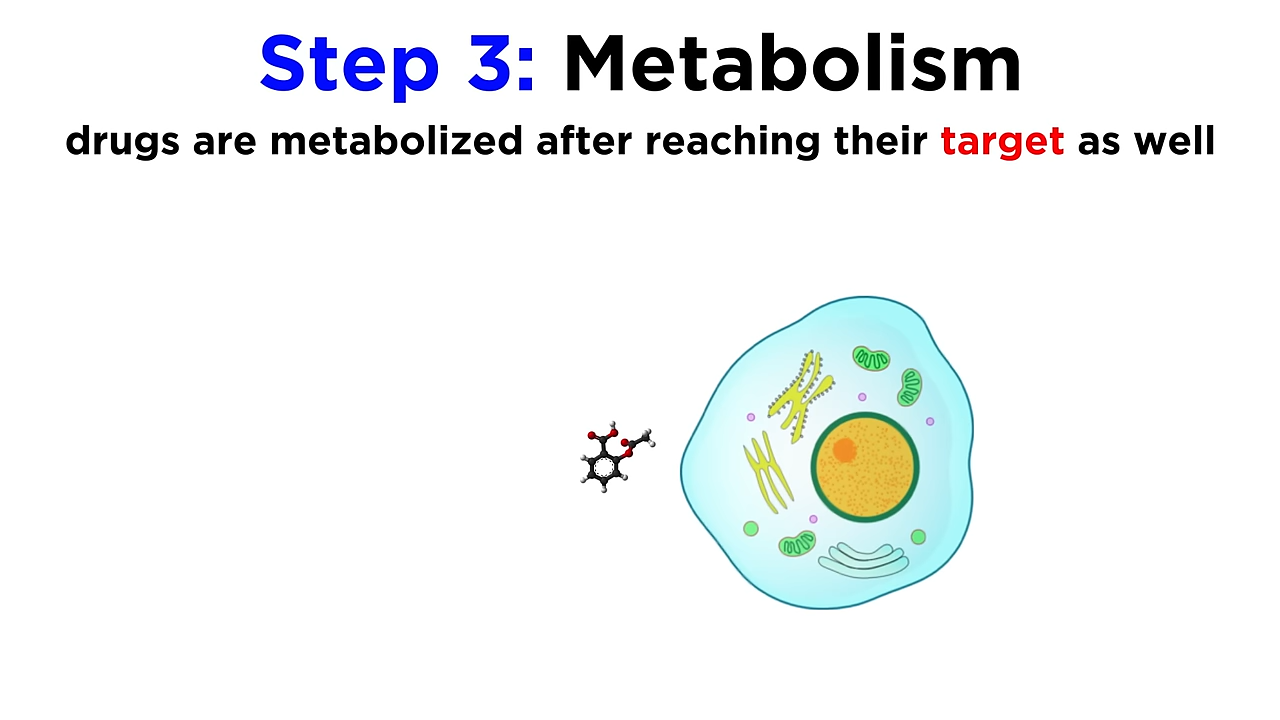 Step 3: Metabolism
drugs are metabolized after reaching their target as well